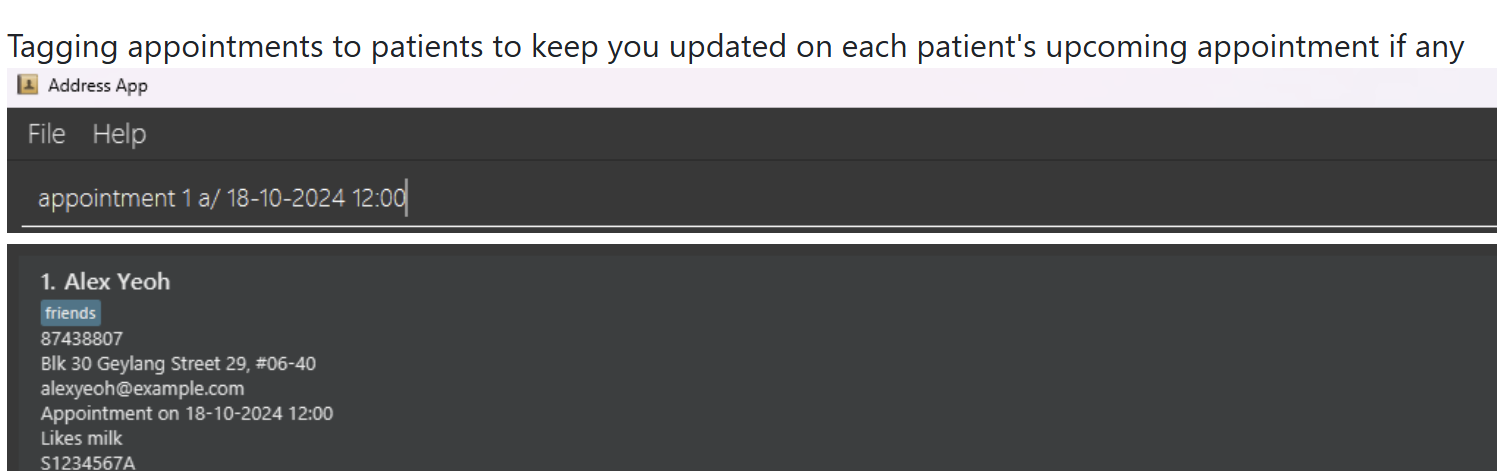 Tagging appointments to patients to keep you updated on each patient's upcoming appointment if any
Address App
File Help
appointment 1 a/ 18-10-2024 12:00
1. Alex Yeoh
friends
87438807
Blk 30 Geylang Street 29, #06-40
alexyeoh@example.com
Appointment on 18-10-2024 12:00
Likes milk
S1234567A